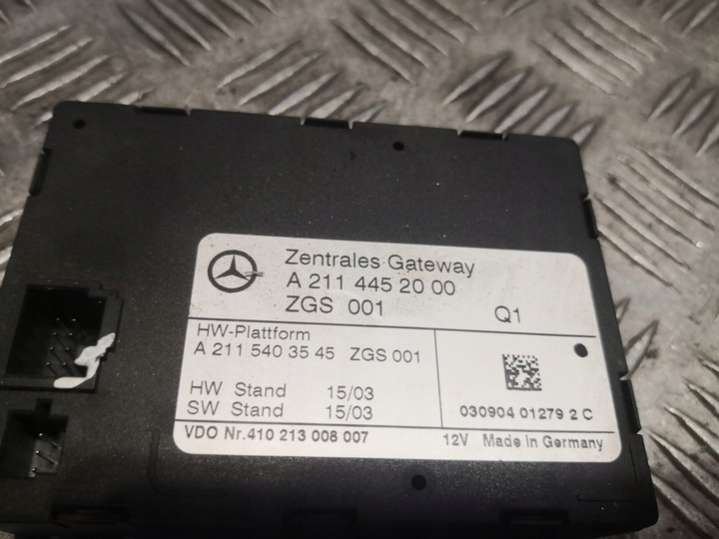 Zentrales Gateway
A 211 445 20 00
ZGS 001 Q1
HW-Plattform
A 211 540 35 45 ZGS 001
HW Stand 15/03
SW Stand 15/03
030904 01279 2 C
VDO Nr.410 213 008 007 12V Made in Germany